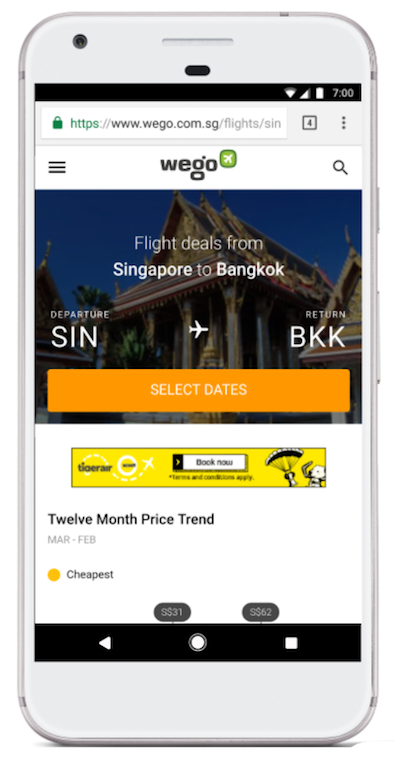 7:00
https://www.wego.com.sg/flights/sin
4
wego
Flight deals from
Singapore to Bangkok
DEPARTURE
RETURN
SIN
BKK
SELECT DATES
tigerair
scoot
Book now
*Terms and conditions apply.
Twelve Month Price Trend
MAR - FEB
Cheapest
S$31
S$62